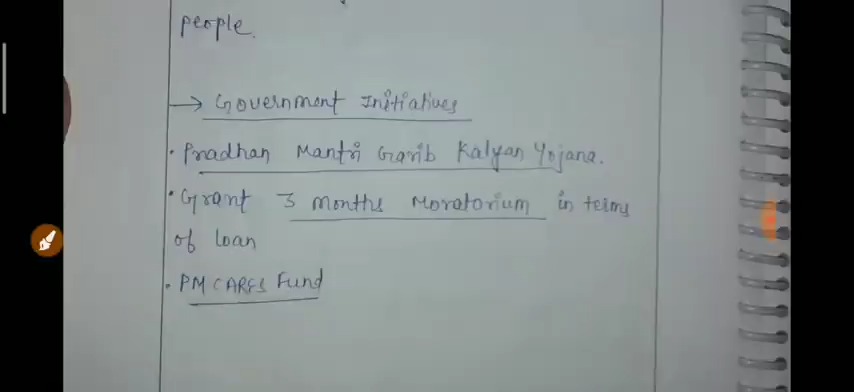 people.
→ Government Initiatives
• Pradhan Mantri Garib Kalyan Yojana.
• Grant 3 months Moratorium in terms
of loan
• PM CARES Fund